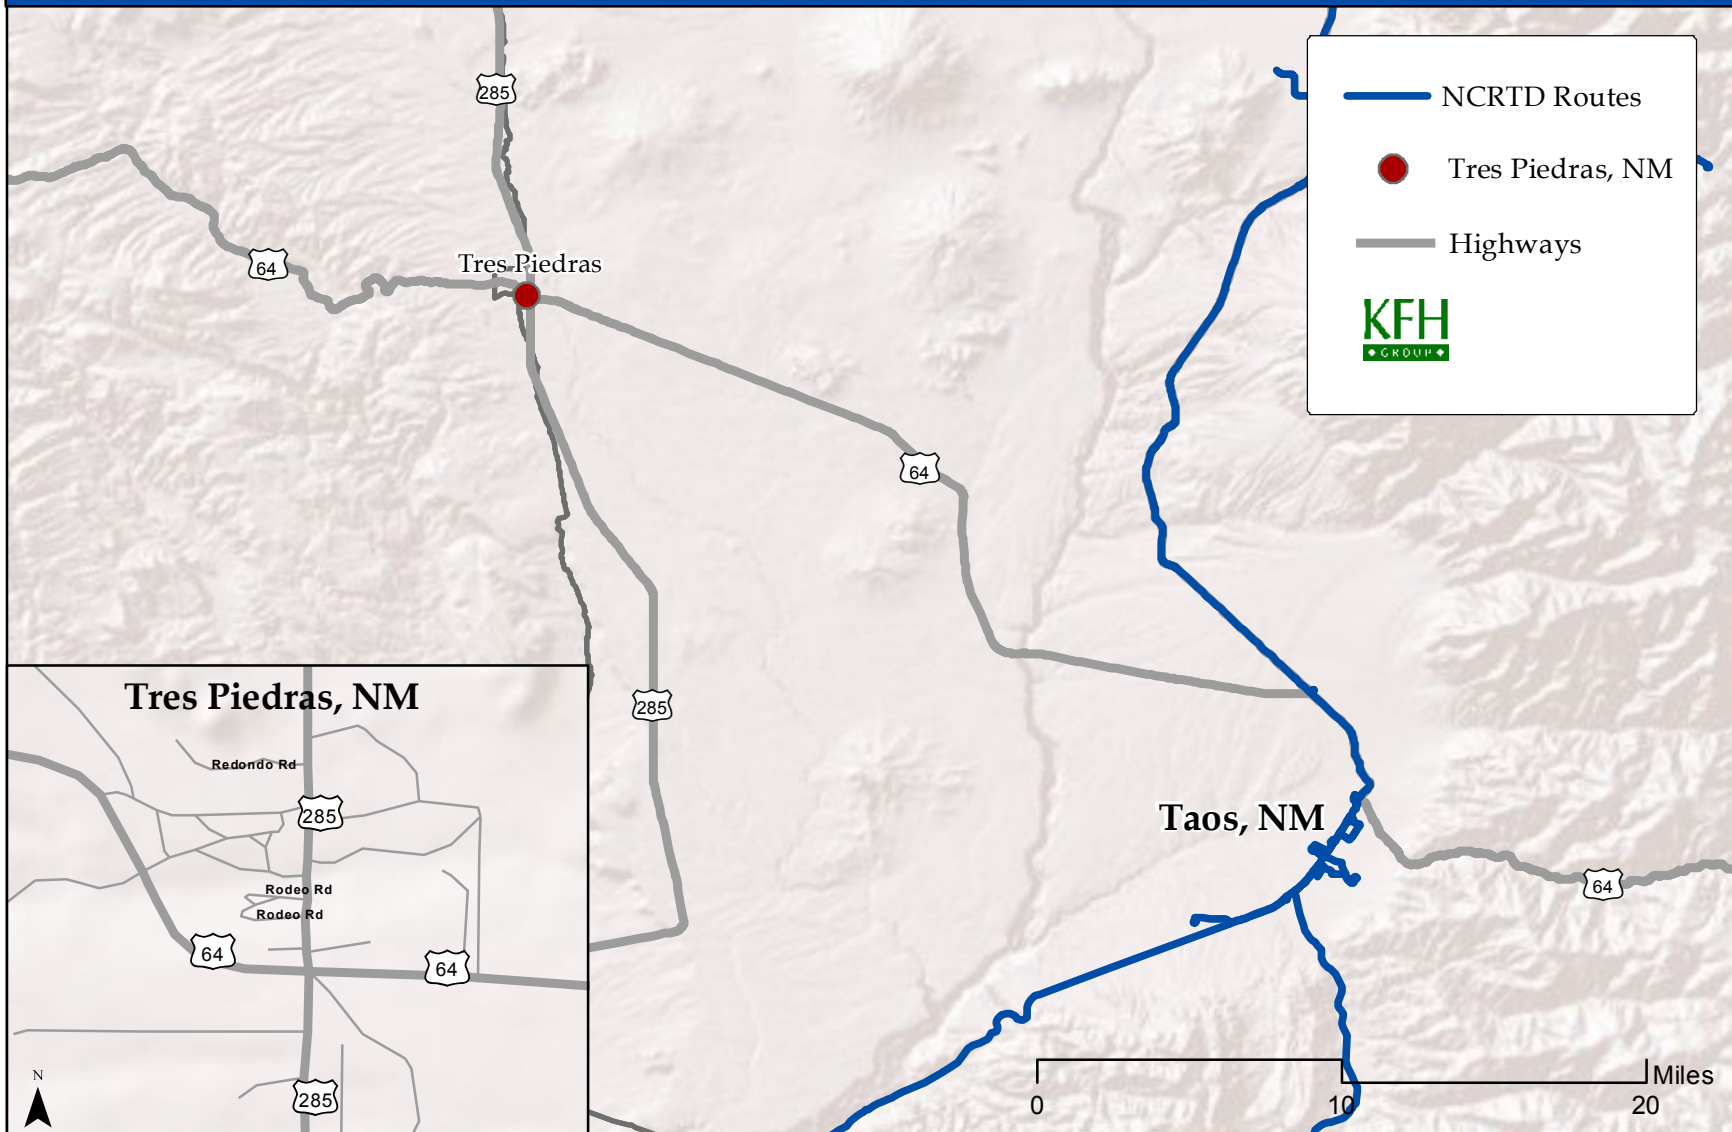 285
NCRTD Routes
Tres Piedras, NM
Highways
KFH
GROUP
64
Tres Piedras
64
285
Tres Piedras, NM
Redondo Rd
285
Rodeo Rd
Rodeo Rd
64
64
285
N
Taos, NM
64
Miles
0
10
20